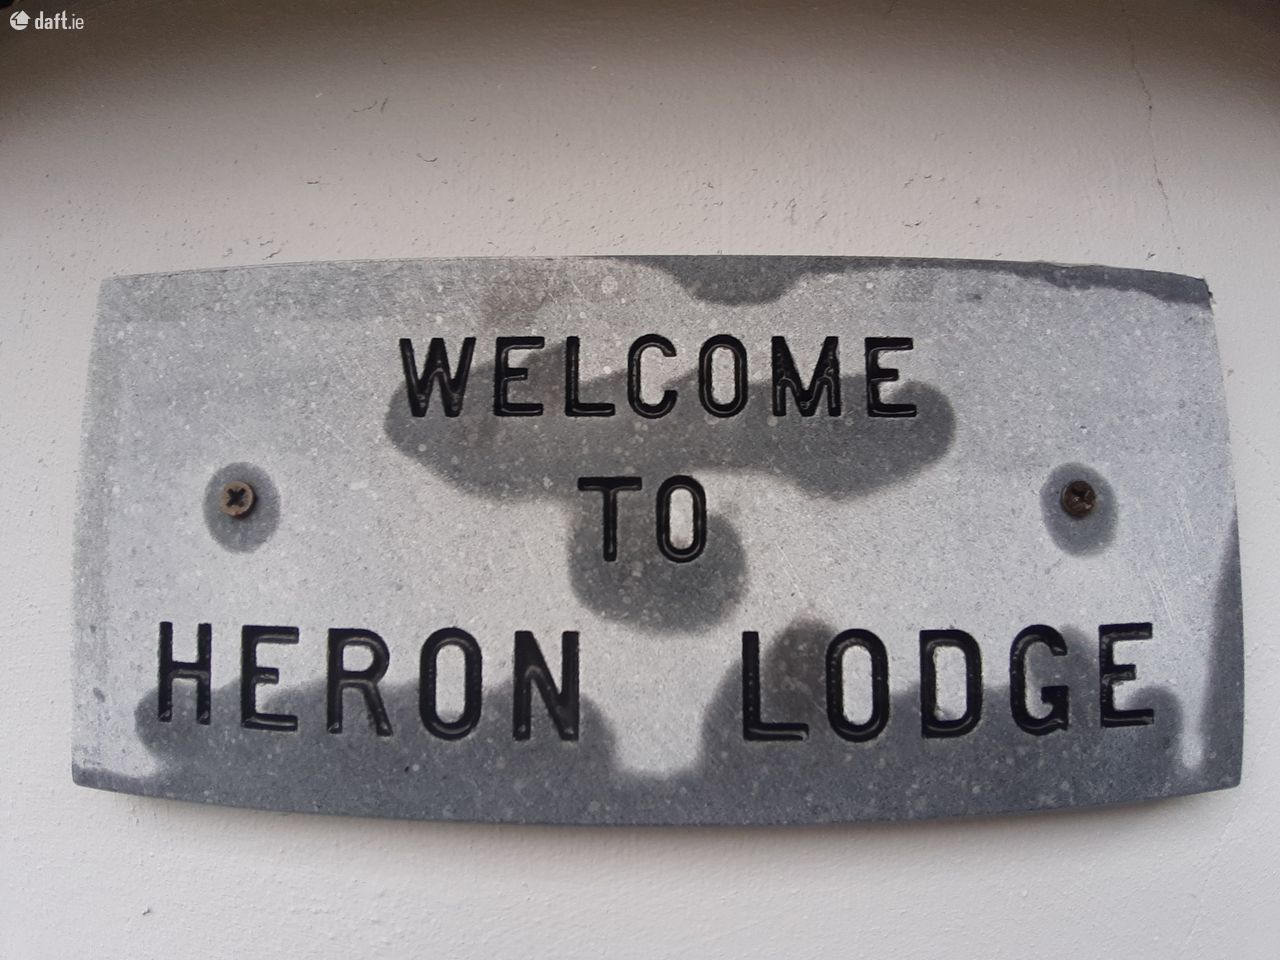 daft.ie
WELCOME
TO
HERON LODGE